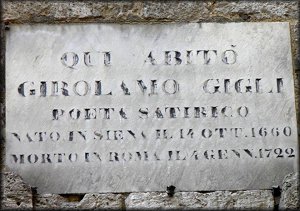 QUI ABITÒ
GIROLAMO GIGLI
POETA SATIRICO
NATO IN SIENA IL 14 OTT. 1660
MORTO IN ROMA IL 4 GENN. 1722